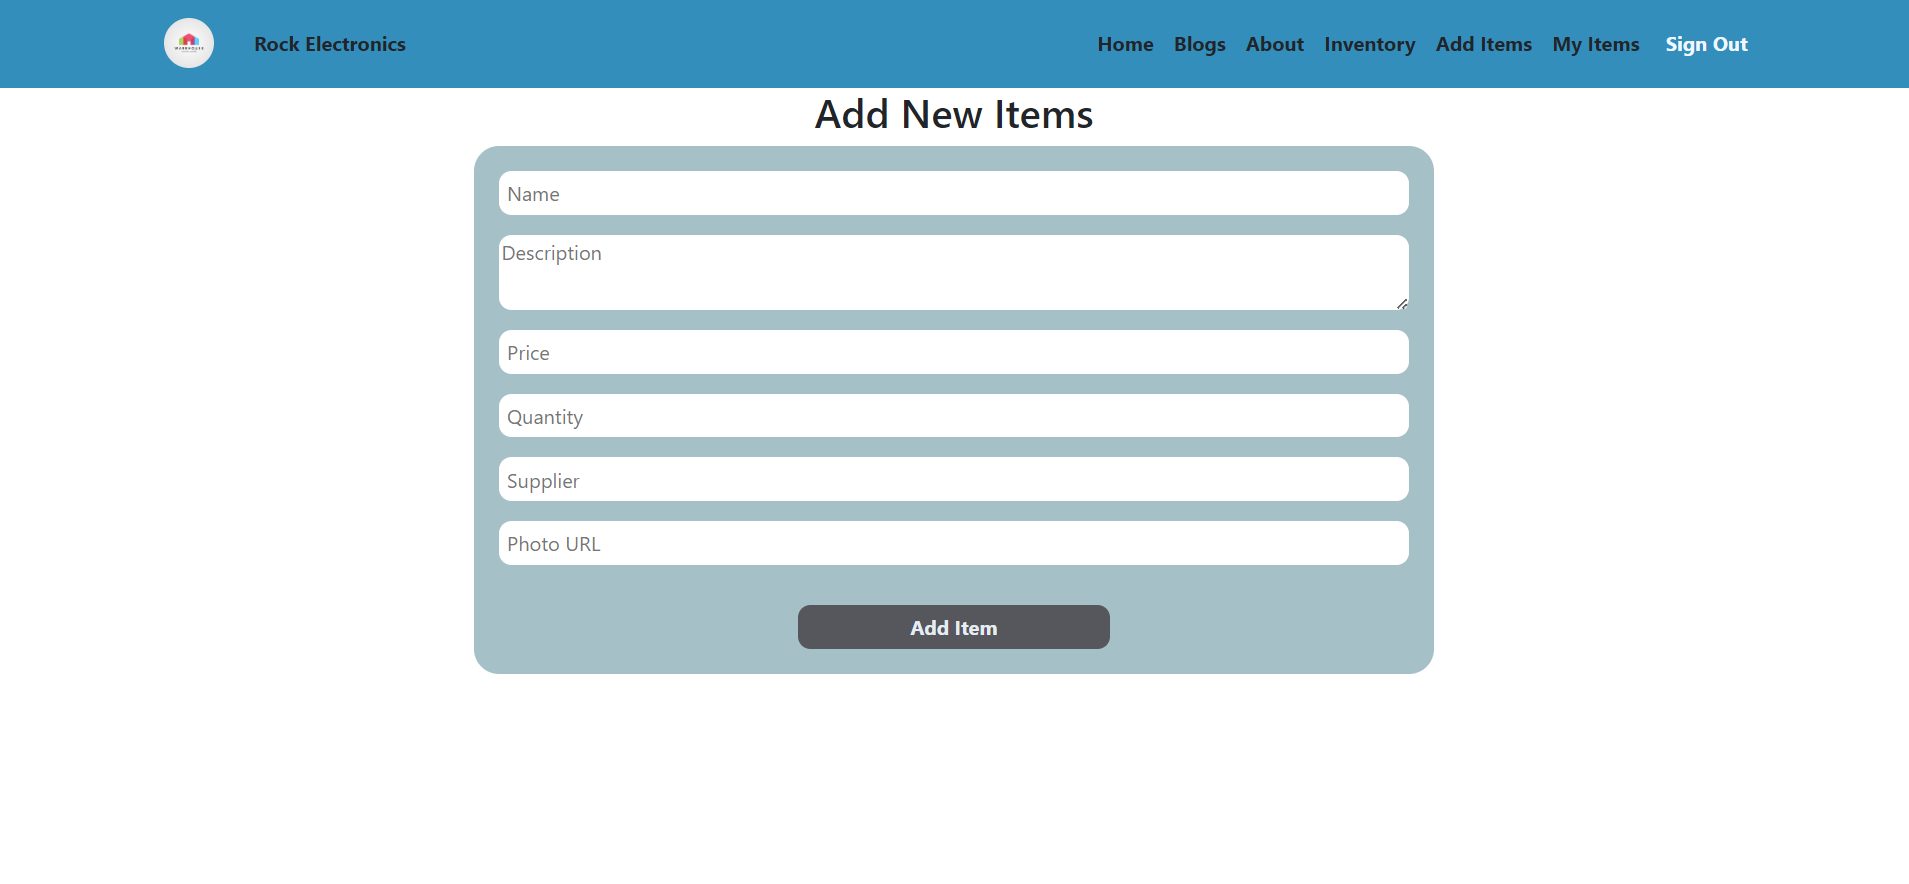 WAREHOUSE
Rock Electronics
Home Blogs About Inventory Add Items My Items Sign Out
Add New Items
Name
Description
Price
Quantity
Supplier
Photo URL
Add Item